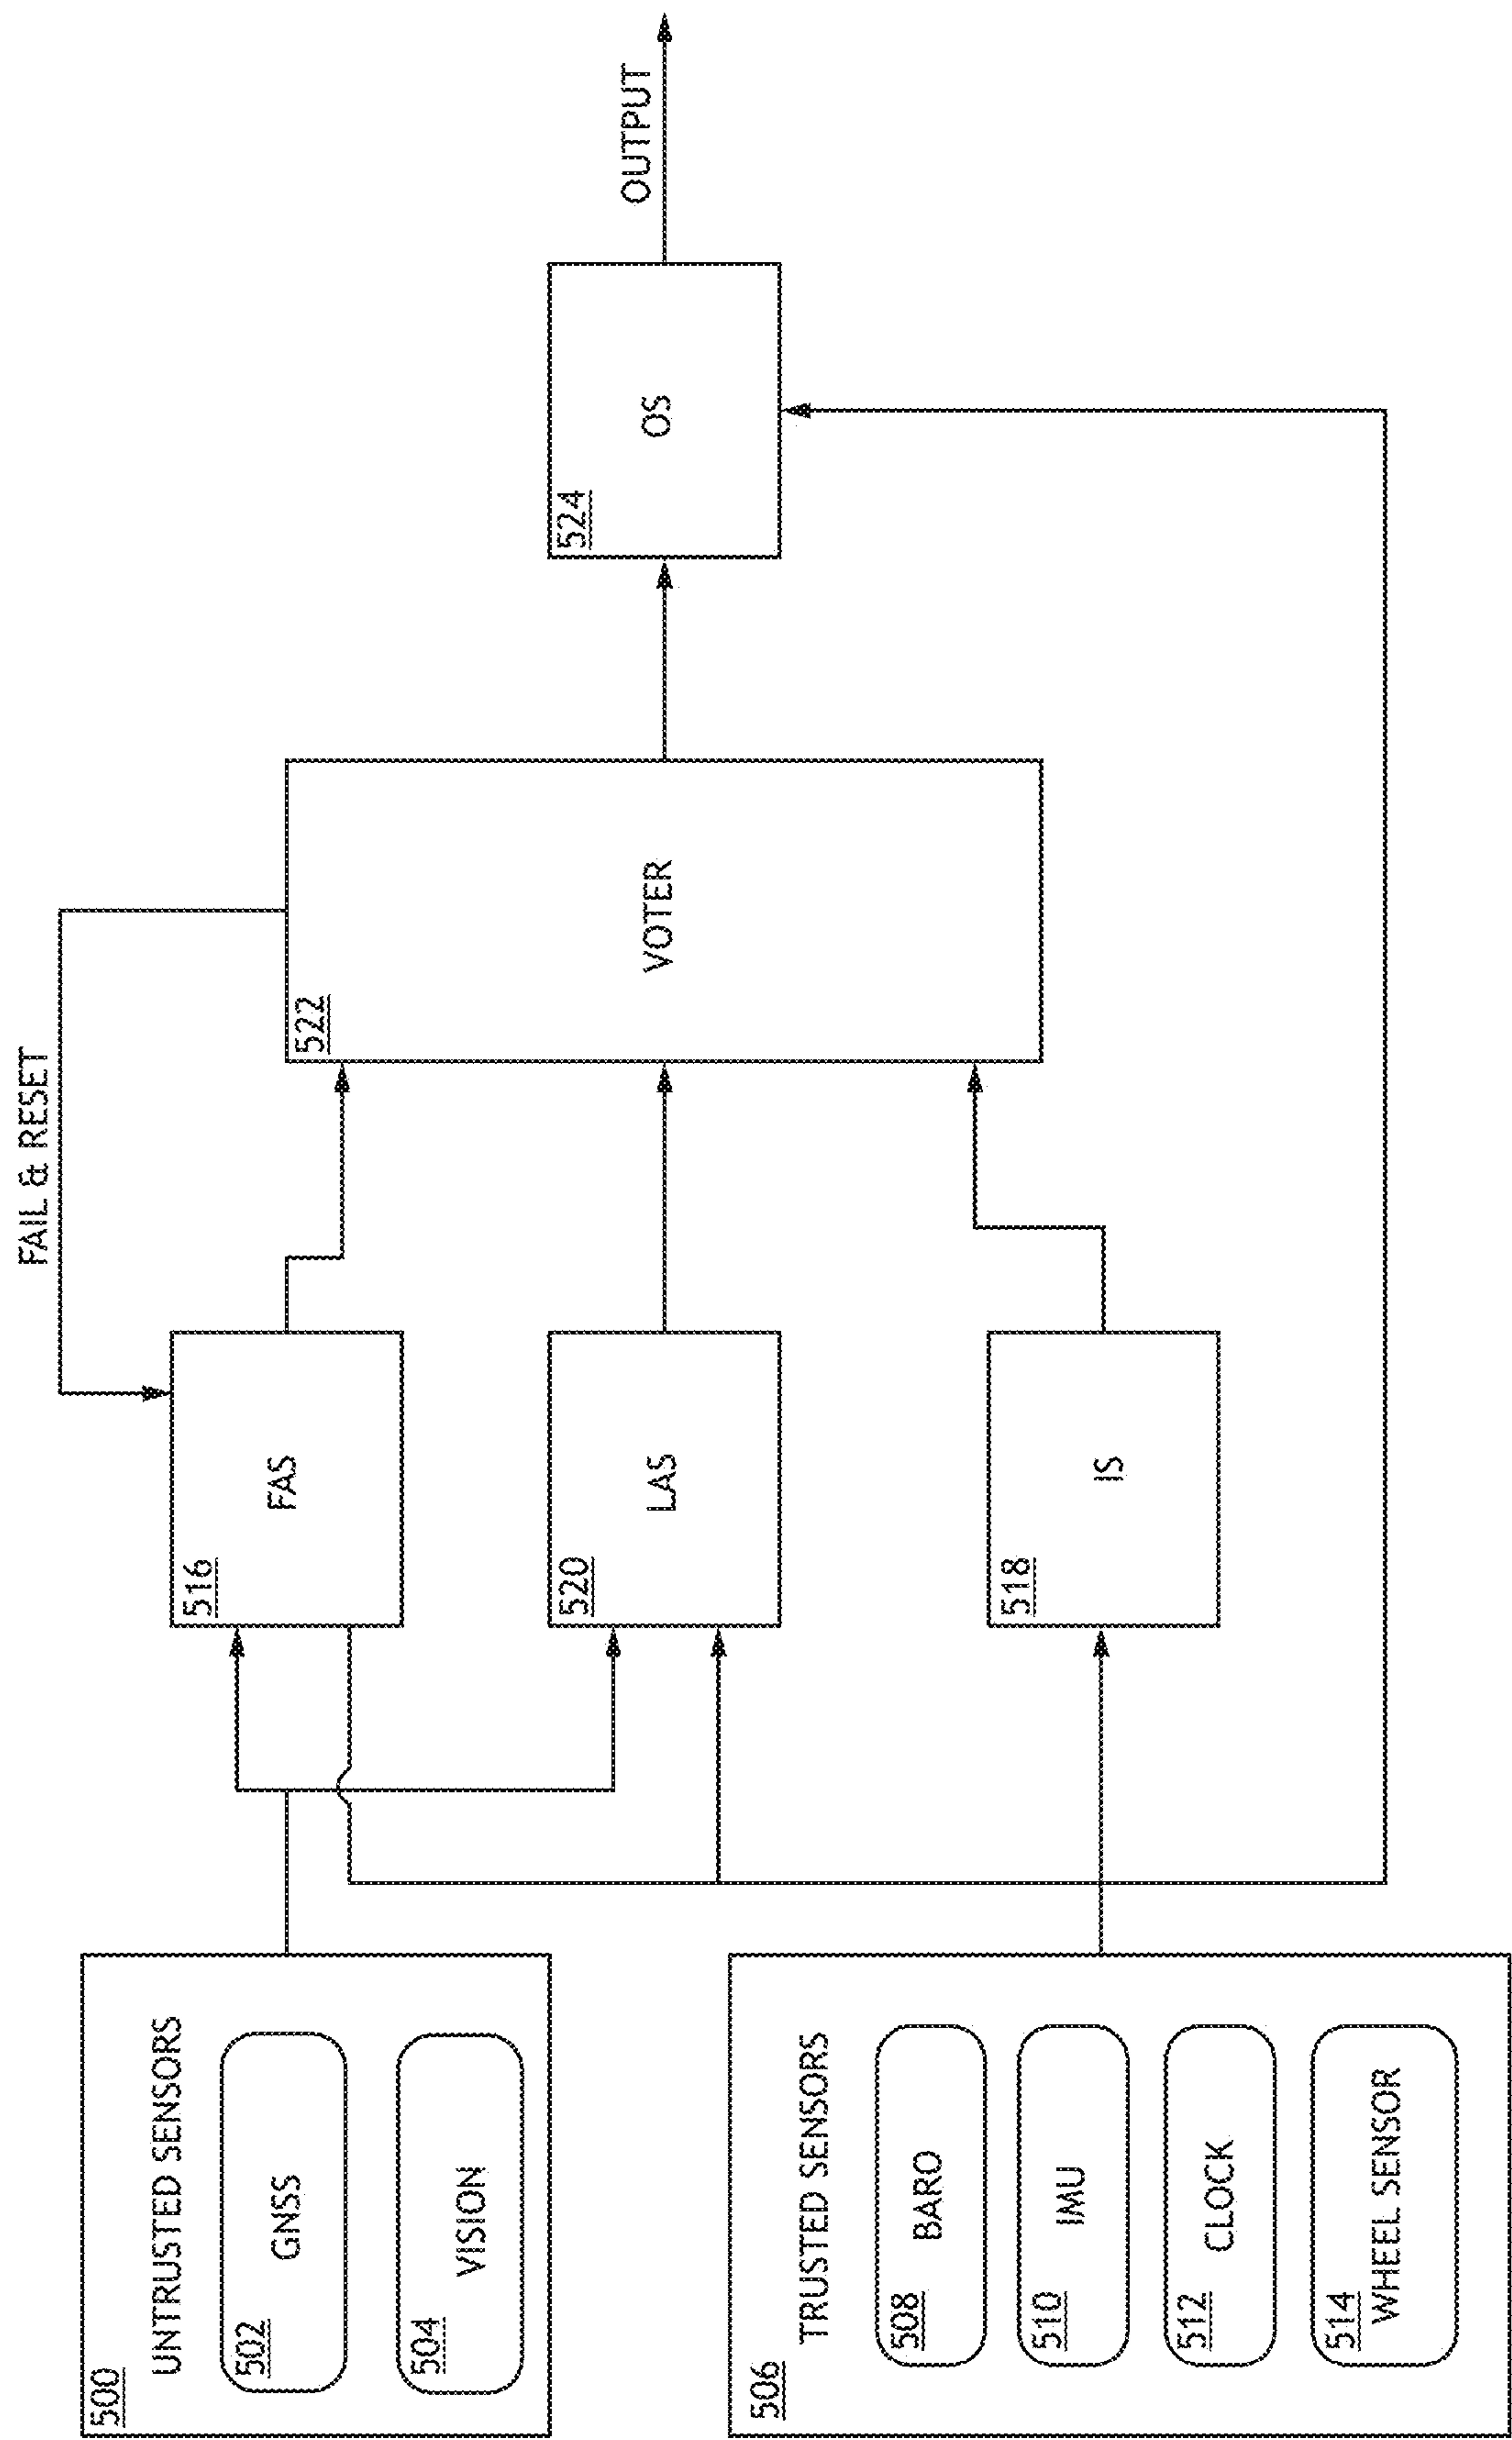 500
UNTRUSTED SENSORS
502
GNSS
504
VISION
506
TRUSTED SENSORS
508
BARO
510
IMU
512
CLOCK
514
WHEEL SENSOR
516
FAS
520
LAS
518
IS
FAIL & RESET
522
VOTER
524
OS
OUTPUT